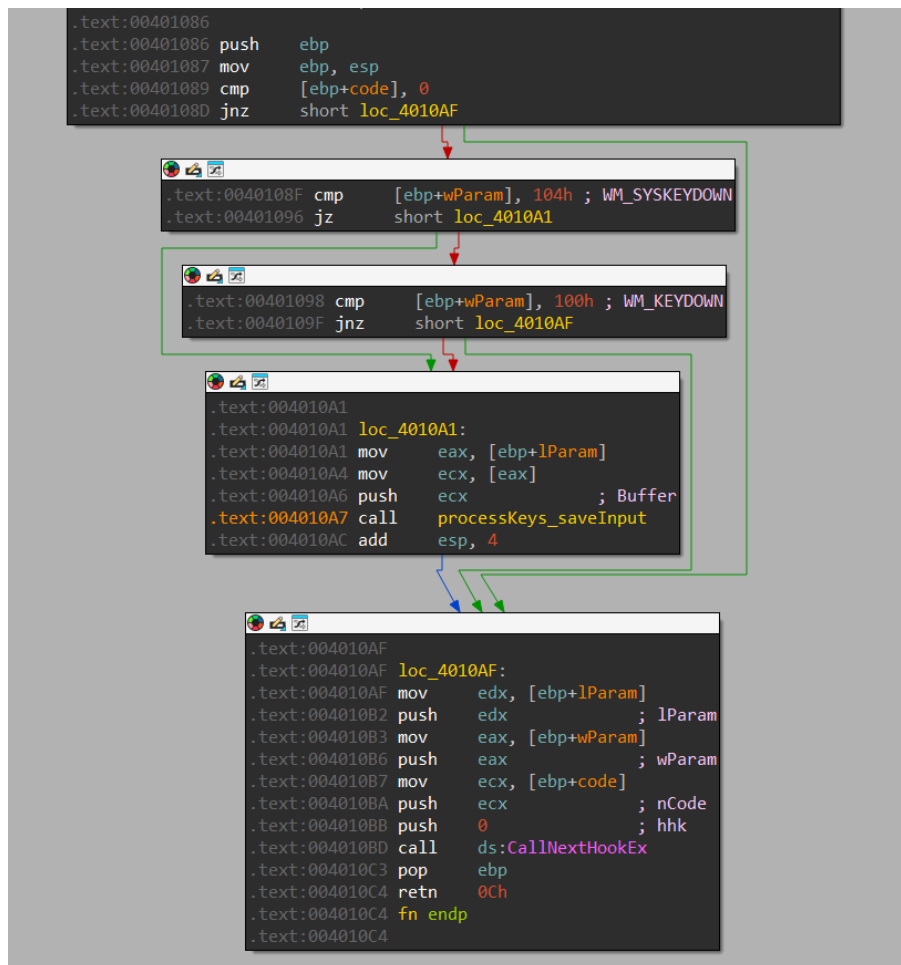 .text:00401086
.text:00401086 push ebp
.text:00401087 mov ebp, esp
.text:00401089 cmp [ebp+code], 0
.text:0040108D jnz short loc_4010AF
.text:0040108F cmp [ebp+wParam], 104h ; WM_SYSKEYDOWN
.text:00401096 jz short loc_4010A1
.text:00401098 cmp [ebp+wParam], 100h ; WM_KEYDOWN
.text:0040109F jnz short loc_4010AF
.text:004010A1
.text:004010A1 loc_4010A1:
.text:004010A1 mov eax, [ebp+lParam]
.text:004010A4 mov ecx, [eax]
.text:004010A6 push ecx ; Buffer
.text:004010A7 call processKeys_saveInput
.text:004010AC add esp, 4
.text:004010AF
.text:004010AF loc_4010AF:
.text:004010AF mov edx, [ebp+lParam]
.text:004010B2 push edx ; lParam
.text:004010B3 mov eax, [ebp+wParam]
.text:004010B6 push eax ; wParam
.text:004010B7 mov ecx, [ebp+code]
.text:004010BA push ecx ; nCode
.text:004010BB push 0 ; hhk
.text:004010BD call ds:CallNextHookEx
.text:004010C3 pop ebp
.text:004010C4 retn 0Ch
.text:004010C4 fn endp
.text:004010C4